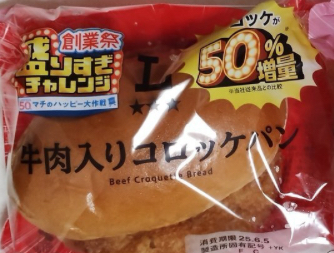 創業祭
盛りすぎ
チャレンジ
50マチのハッピー大作戦
コロッケが
50%
増量
※当社従来品との比較
L
★★★
牛肉入りコロッケパン
Beef Croquette Bread
消費期限 25.6.5
製造所固有記号 +YK